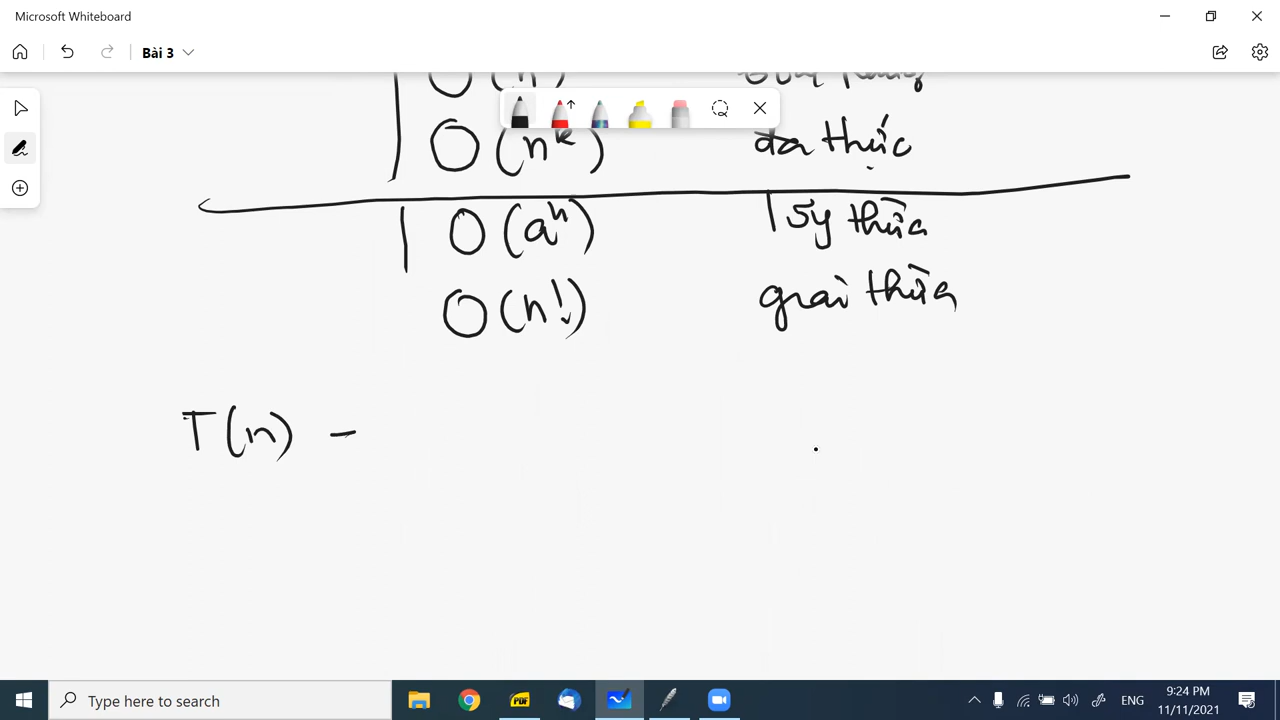 Microsoft Whiteboard
Bài 3
O(n^k) đa thức
O(a^n) lũy thừa
O(n!) giai thừa
T(n) -
Type here to search
ENG
9:24 PM
11/11/2021